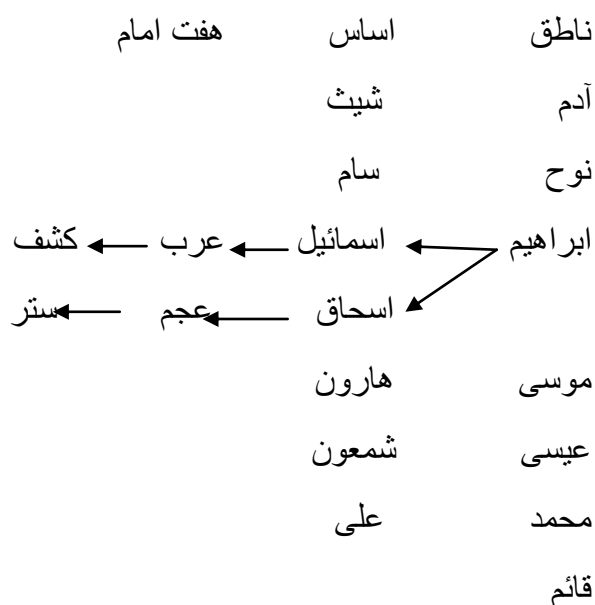 ناطق اساس هفت امام
آدم شیث
نوح سام
ابراهیم اسمائیل عرب کشف
اسحاق عجم ستر
موسی هارون
عیسی شمعون
محمد علی
قائم